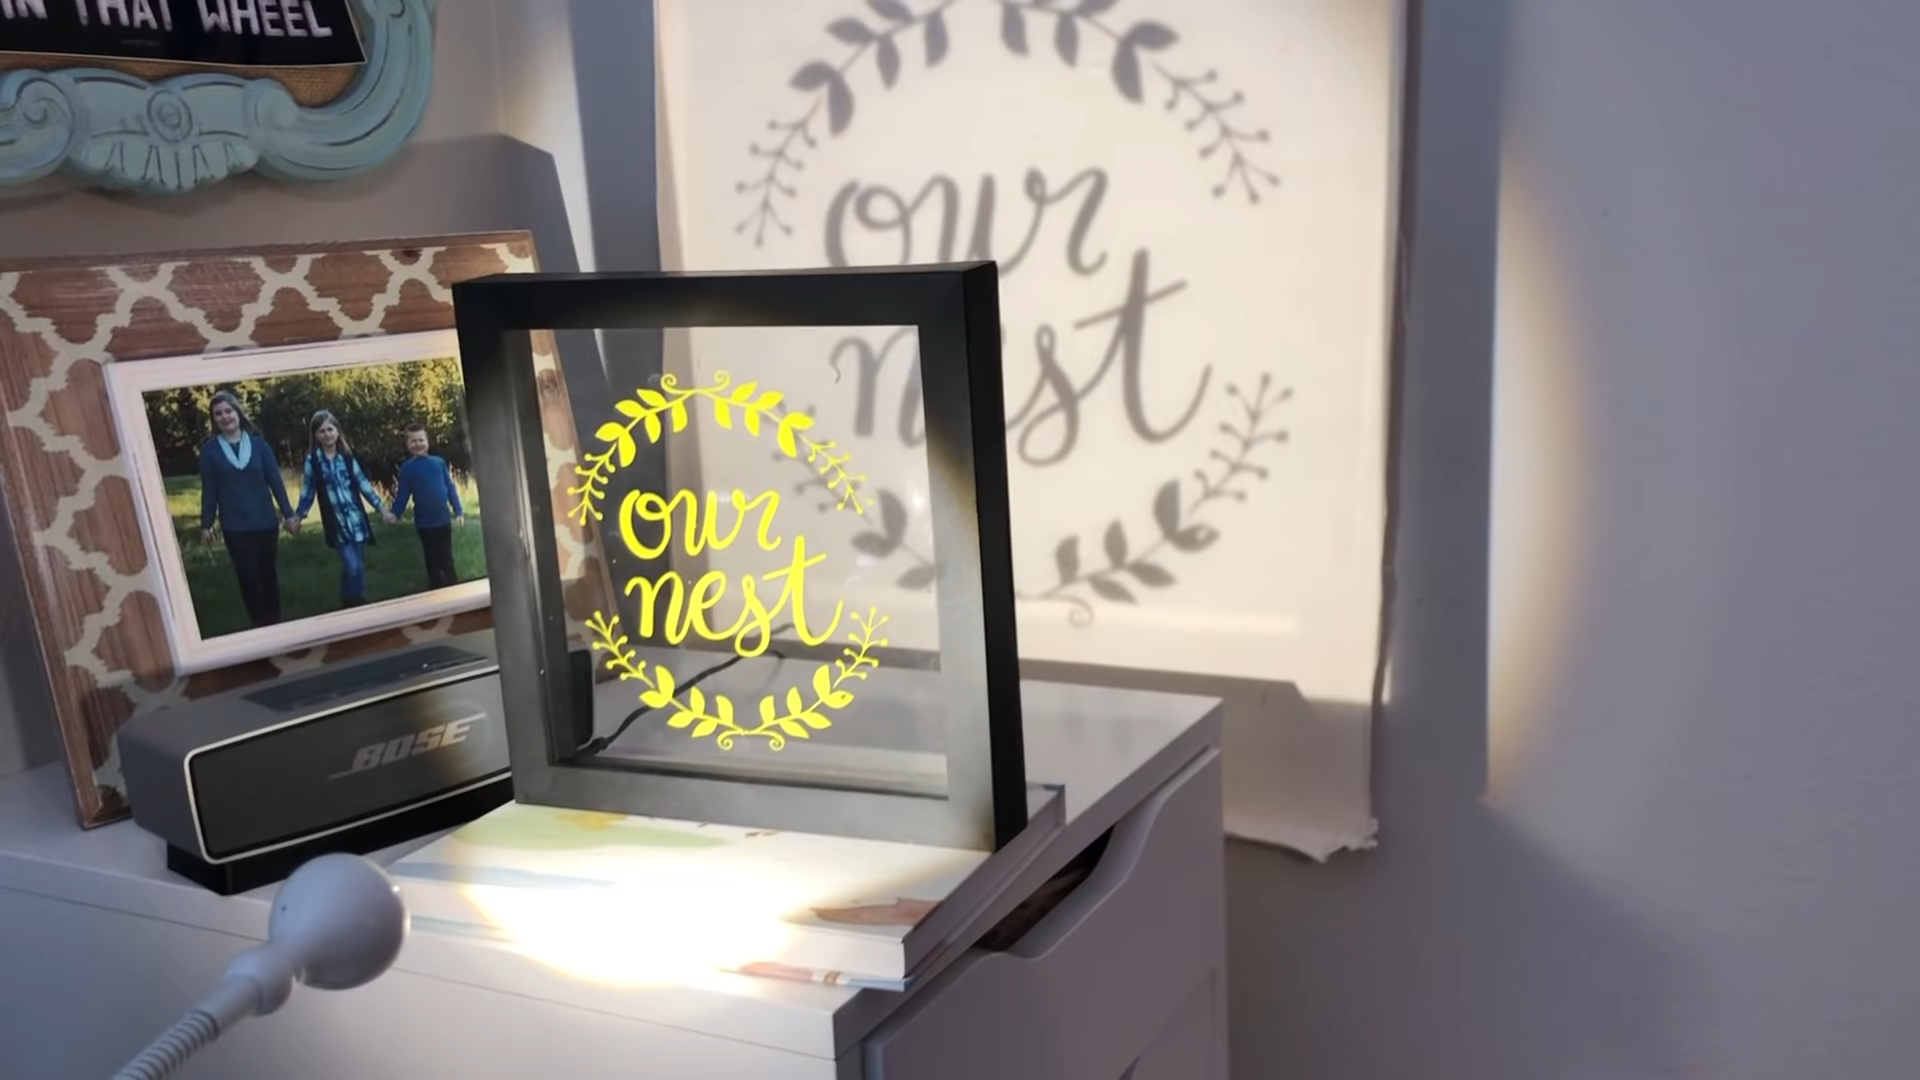 IN THAT WHEEL
our
nest
our
nest
BOSE